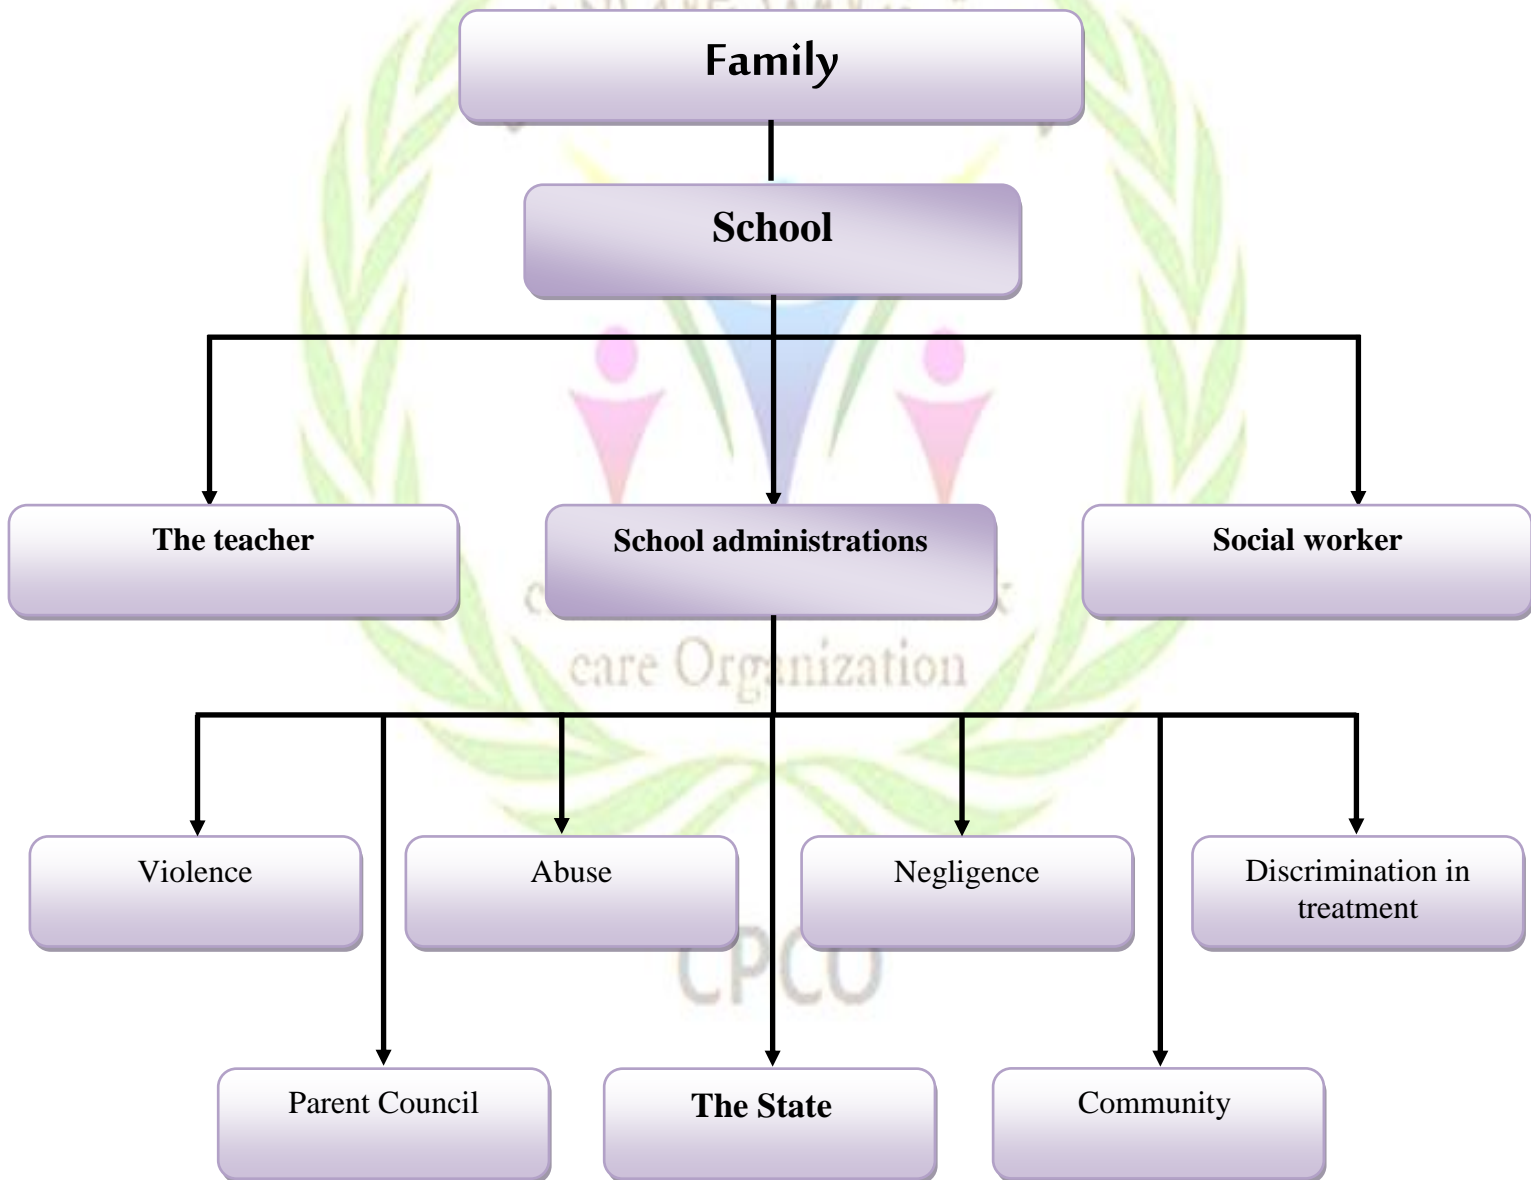 Family
School
The teacher
School administrations
Social worker
care Organization
Violence
Abuse
Negligence
Discrimination in
treatment
CPCO
Parent Council
The State
Community